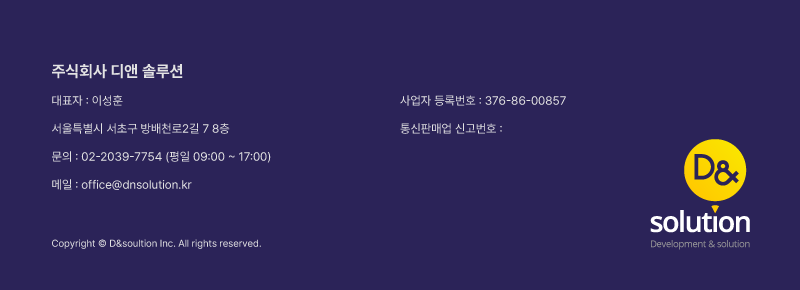 주식회사 디앤 솔루션
대표자 : 이성훈
사업자 등록번호 : 376-86-00857
서울특별시 서초구 방배천로2길 7 8층
통신판매업 신고번호 :
문의 : 02-2039-7754 (평일 09:00 ~ 17:00)
메일 : office@dnsolution.kr
D&
solution
Development & solution
Copyright © D&soultion Inc. All rights reserved.